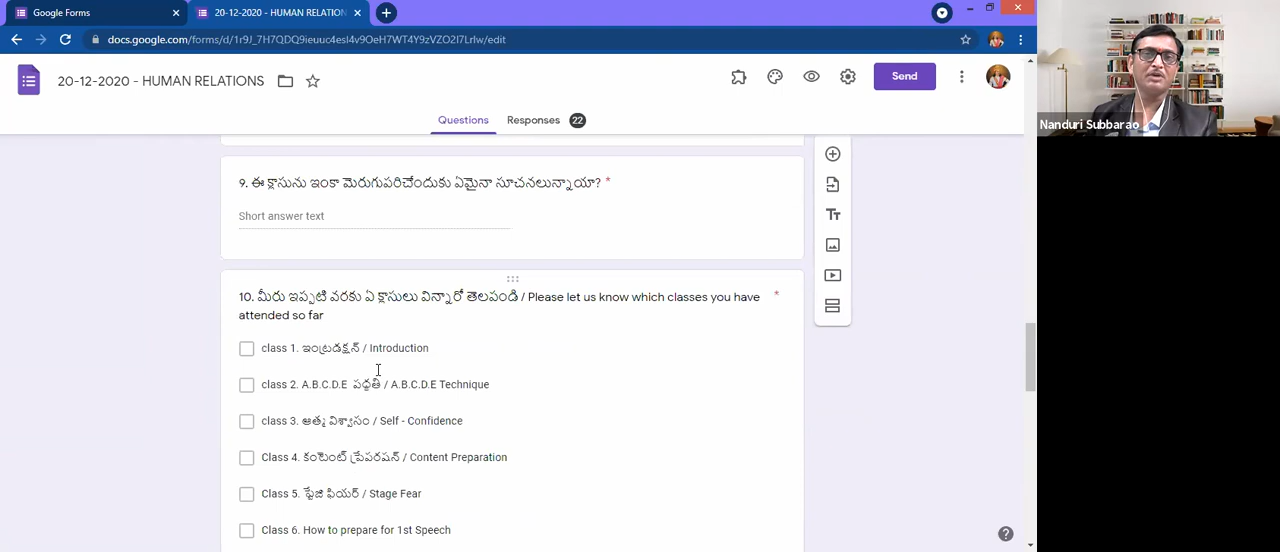 Google Forms
20-12-2020 - HUMAN RELATION
docs.google.com/forms/d/1r9J_7H7QDQ9ieuuc4esl4v9OeH7WT4Y9zVZO2l7Lrlw/edit
20-12-2020 - HUMAN RELATIONS
Send
Questions Responses 22
Nanduri Subbarao
9. ఈ క్లాసును ఇంకా మెరుగుపరిచేందుకు ఏమైనా సూచనలున్నాయా? *
Short answer text
10. మీరు ఇప్పటి వరకు ఏ క్లాసులు విన్నారో తెలపండి / Please let us know which classes you have *
attended so far
class 1. ఇంట్రడక్షన్ / Introduction
class 2. A.B.C.D.E పద్ధతి / A.B.C.D.E Technique
class 3. ఆత్మ విశ్వాసం / Self - Confidence
Class 4. కంటెంట్ ప్రేపరషన్ / Content Preparation
Class 5. స్టేజి ఫియర్ / Stage Fear
Class 6. How to prepare for 1st Speech